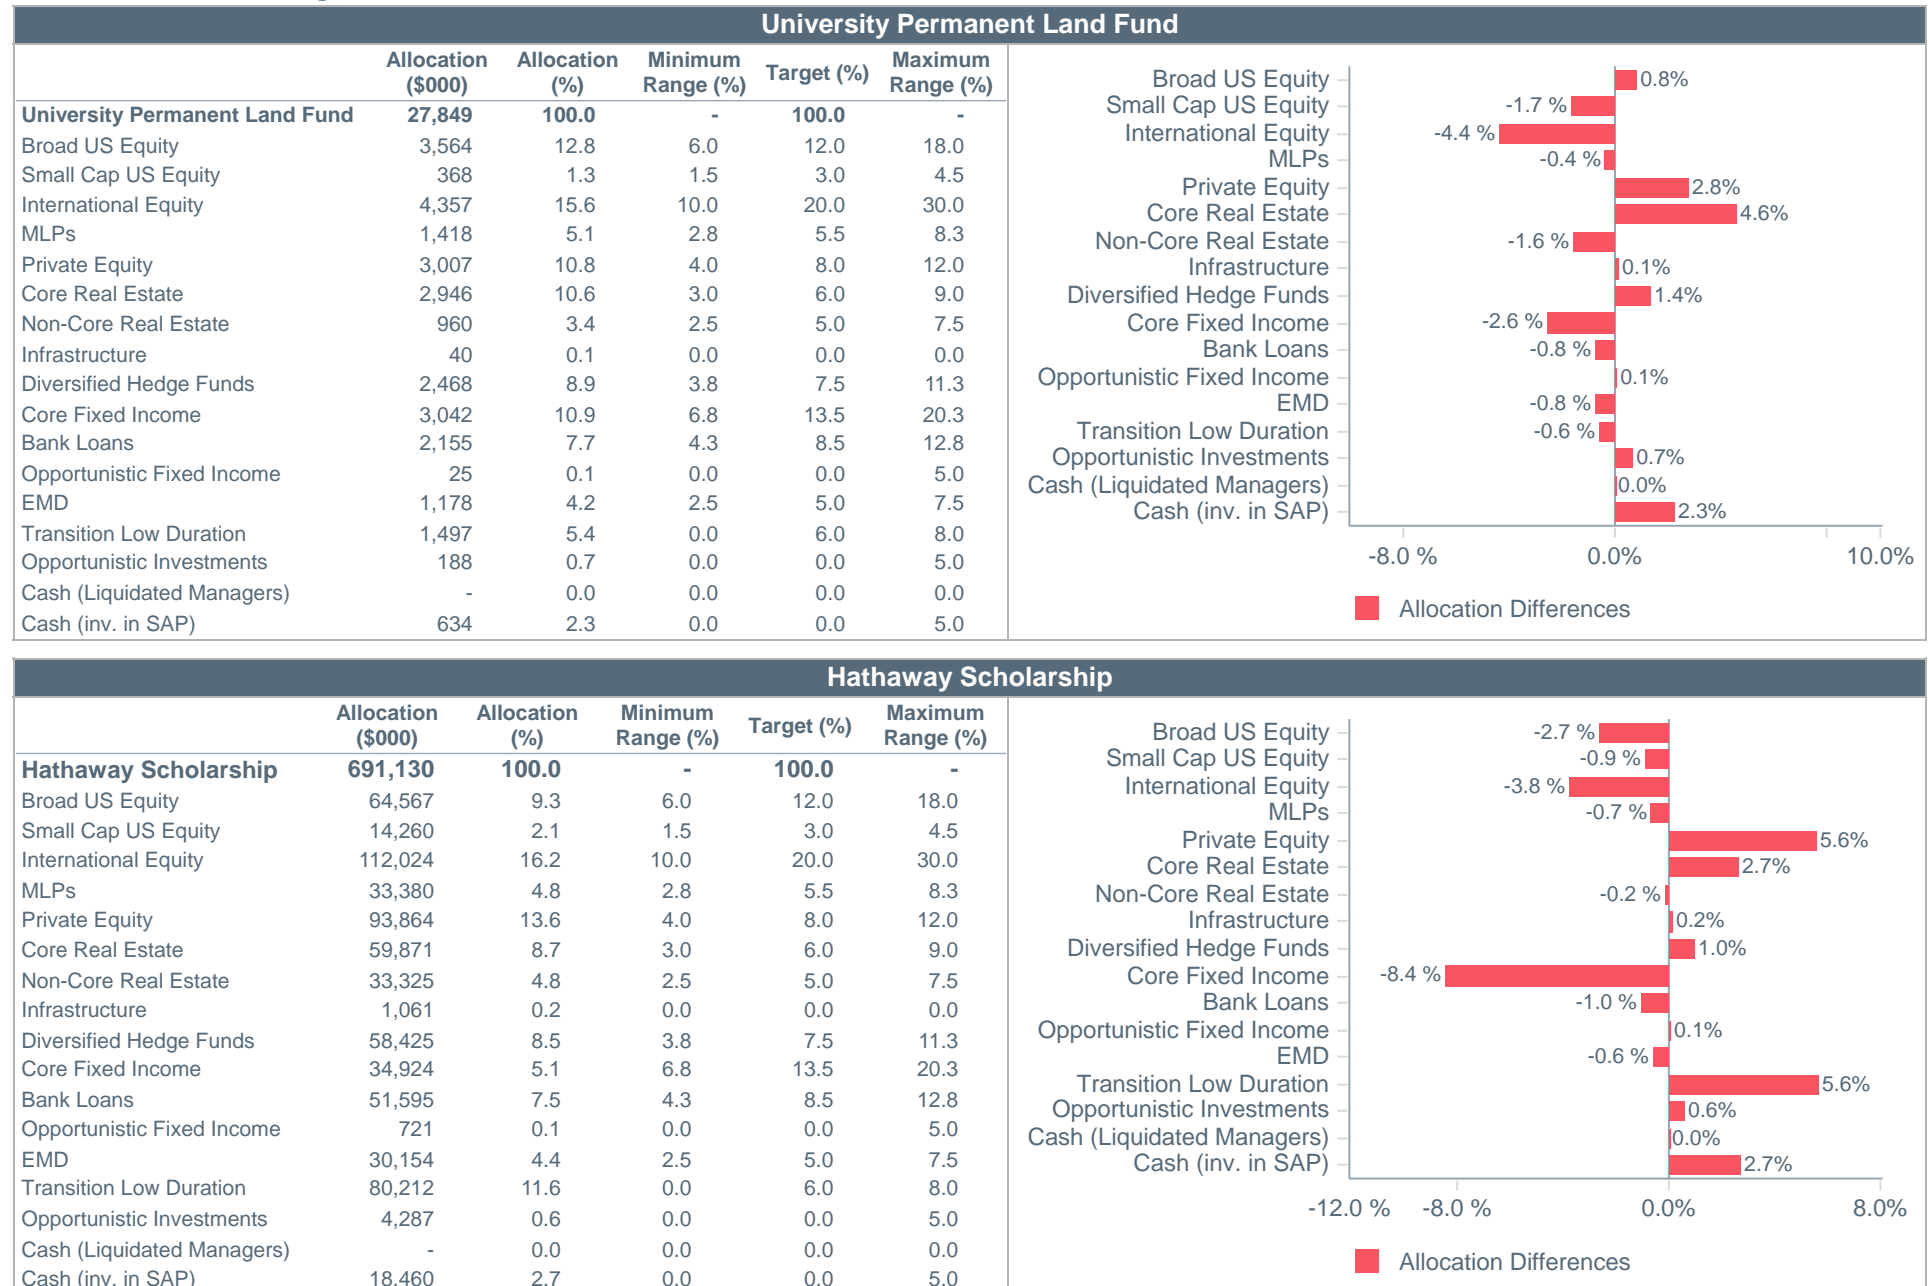 University Permanent Land Fund
Allocation ($000) Allocation (%) Minimum Range (%) Target (%) Maximum Range (%)
University Permanent Land Fund 27,849 100.0 - 100.0 -
Broad US Equity 3,564 12.8 6.0 12.0 18.0
Small Cap US Equity 368 1.3 1.5 3.0 4.5
International Equity 4,357 15.6 10.0 20.0 30.0
MLPs 1,418 5.1 2.8 5.5 8.3
Private Equity 3,007 10.8 4.0 8.0 12.0
Core Real Estate 2,946 10.6 3.0 6.0 9.0
Non-Core Real Estate 960 3.4 2.5 5.0 7.5
Infrastructure 40 0.1 0.0 0.0 0.0
Diversified Hedge Funds 2,468 8.9 3.8 7.5 11.3
Core Fixed Income 3,042 10.9 6.8 13.5 20.3
Bank Loans 2,155 7.7 4.3 8.5 12.8
Opportunistic Fixed Income 25 0.1 0.0 0.0 5.0
EMD 1,178 4.2 2.5 5.0 7.5
Transition Low Duration 1,497 5.4 0.0 6.0 8.0
Opportunistic Investments 188 0.7 0.0 0.0 5.0
Cash (Liquidated Managers) - 0.0 0.0 0.0 0.0
Cash (inv. in SAP) 634 2.3 0.0 0.0 5.0
Broad US Equity 0.8%
Small Cap US Equity -1.7 %
International Equity -4.4 %
MLPs -0.4 %
Private Equity 2.8%
Core Real Estate 4.6%
Non-Core Real Estate -1.6 %
Infrastructure 0.1%
Diversified Hedge Funds 1.4%
Core Fixed Income -2.6 %
Bank Loans -0.8 %
Opportunistic Fixed Income 0.1%
EMD -0.8 %
Transition Low Duration -0.6 %
Opportunistic Investments 0.7%
Cash (Liquidated Managers) 0.0%
Cash (inv. in SAP) 2.3%
-8.0 % 0.0% 10.0%
Allocation Differences
Hathaway Scholarship
Allocation ($000) Allocation (%) Minimum Range (%) Target (%) Maximum Range (%)
Hathaway Scholarship 691,130 100.0 - 100.0 -
Broad US Equity 64,567 9.3 6.0 12.0 18.0
Small Cap US Equity 14,260 2.1 1.5 3.0 4.5
International Equity 112,024 16.2 10.0 20.0 30.0
MLPs 33,380 4.8 2.8 5.5 8.3
Private Equity 93,864 13.6 4.0 8.0 12.0
Core Real Estate 59,871 8.7 3.0 6.0 9.0
Non-Core Real Estate 33,325 4.8 2.5 5.0 7.5
Infrastructure 1,061 0.2 0.0 0.0 0.0
Diversified Hedge Funds 58,425 8.5 3.8 7.5 11.3
Core Fixed Income 34,924 5.1 6.8 13.5 20.3
Bank Loans 51,595 7.5 4.3 8.5 12.8
Opportunistic Fixed Income 721 0.1 0.0 0.0 5.0
EMD 30,154 4.4 2.5 5.0 7.5
Transition Low Duration 80,212 11.6 0.0 6.0 8.0
Opportunistic Investments 4,287 0.6 0.0 0.0 5.0
Cash (Liquidated Managers) - 0.0 0.0 0.0 0.0
Cash (inv. in SAP) 18,460 2.7 0.0 0.0 5.0
Broad US Equity -2.7 %
Small Cap US Equity -0.9 %
International Equity -3.8 %
MLPs -0.7 %
Private Equity 5.6%
Core Real Estate 2.7%
Non-Core Real Estate -0.2 %
Infrastructure 0.2%
Diversified Hedge Funds 1.0%
Core Fixed Income -8.4 %
Bank Loans -1.0 %
Opportunistic Fixed Income 0.1%
EMD -0.6 %
Transition Low Duration 5.6%
Opportunistic Investments 0.6%
Cash (Liquidated Managers) 0.0%
Cash (inv. in SAP) 2.7%
-12.0 % -8.0 % 0.0% 8.0%
Allocation Differences